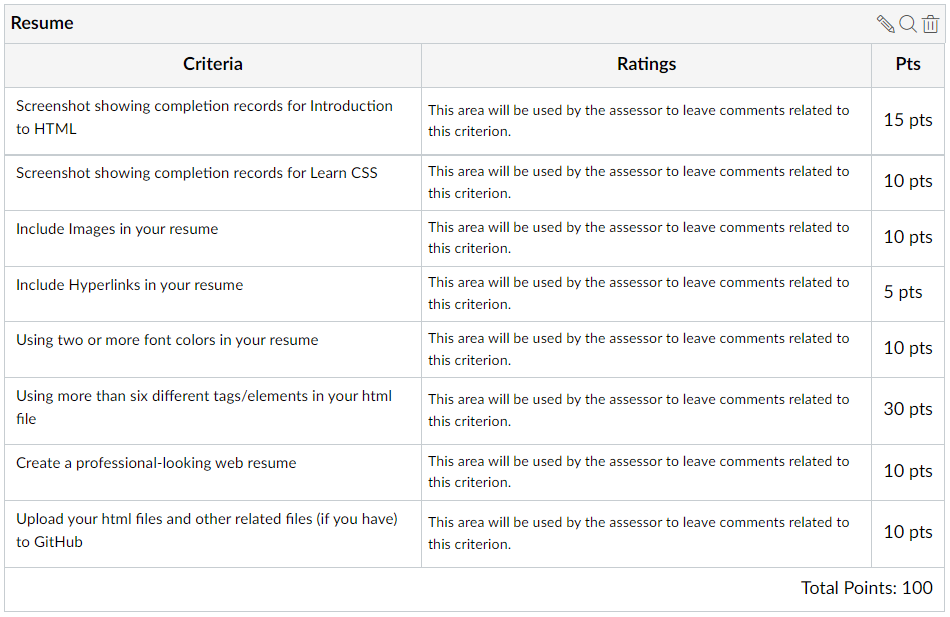 Resume
Criteria Ratings Pts
Screenshot showing completion records for Introduction
to HTML
This area will be used by the assessor to leave comments related to
this criterion.
15 pts
Screenshot showing completion records for Learn CSS
This area will be used by the assessor to leave comments related to
this criterion.
10 pts
Include Images in your resume
This area will be used by the assessor to leave comments related to
this criterion.
10 pts
Include Hyperlinks in your resume
This area will be used by the assessor to leave comments related to
this criterion.
5 pts
Using two or more font colors in your resume
This area will be used by the assessor to leave comments related to
this criterion.
10 pts
Using more than six different tags/elements in your html
file
This area will be used by the assessor to leave comments related to
this criterion.
30 pts
Create a professional-looking web resume
This area will be used by the assessor to leave comments related to
this criterion.
10 pts
Upload your html files and other related files (if you have)
to GitHub
This area will be used by the assessor to leave comments related to
this criterion.
10 pts
Total Points: 100